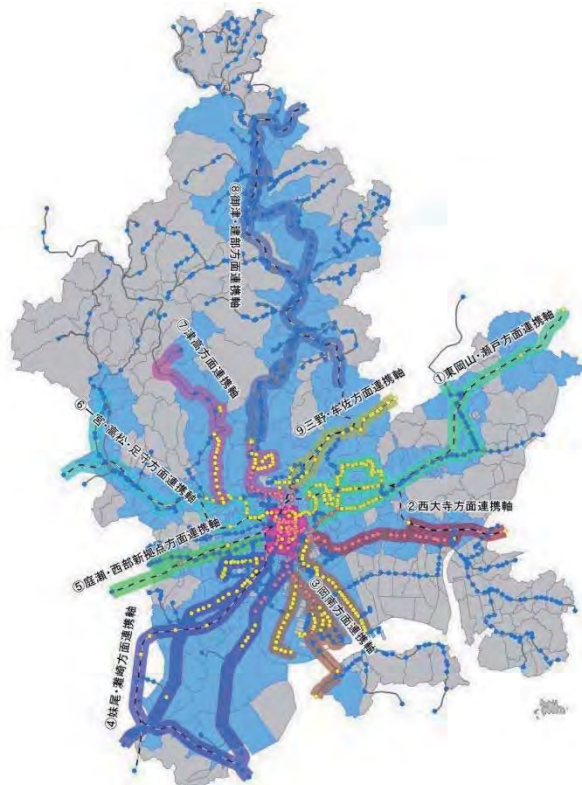 ①東岡山・瀬戸方面連携軸
②西大寺方面連携軸
③岡南方面連携軸
④妹尾・灘崎方面連携軸
⑤庭瀬・西部新拠点方面連携軸
⑥一宮・高松・足守方面連携軸
⑦津高方面連携軸
⑧御津・建部方面連携軸
⑨三野・牟佐方面連携軸